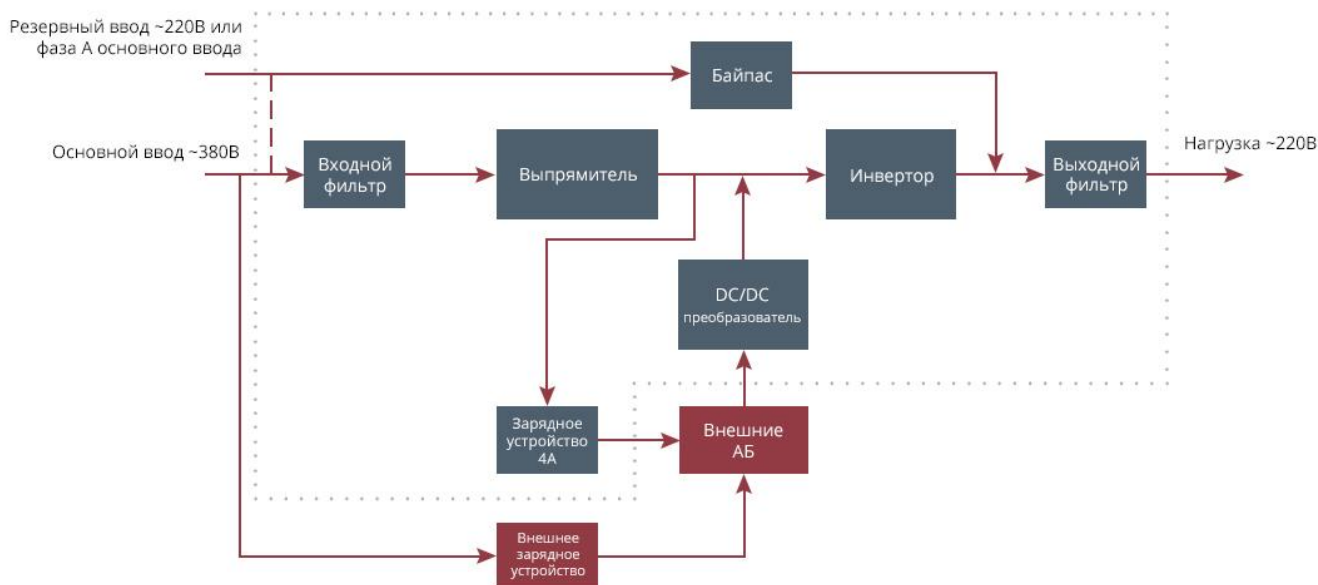 Резервный ввод ~220В или
фаза А основного ввода
Байпас
Основной ввод ~380В
Входной
фильтр
Выпрямитель
Инвертор
Выходной
фильтр
Нагрузка ~220В
DC/DC
преобразователь
Зарядное
устройство
4А
Внешние
АБ
Внешнее
зарядное
устройство